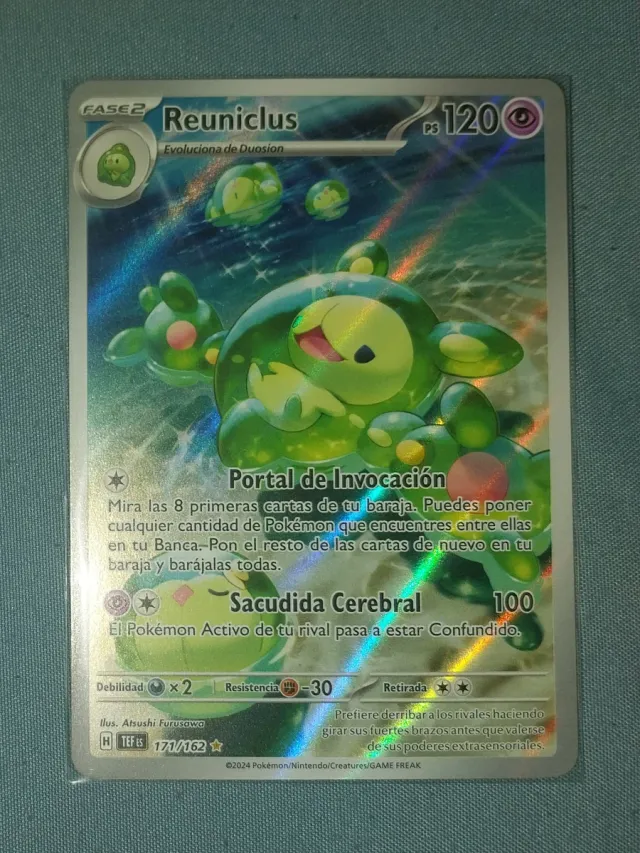 FASE 2
Reuniclus
PS 120
Evoluciona de Duosion
Portal de Invocación
Mira las 8 primeras cartas de tu baraja. Puedes poner
cualquier cantidad de Pokémon que encuentres entre ellas
en tu Banca. Pon el resto de las cartas de nuevo en tu
baraja y barájalas todas.
Sacudida Cerebral 100
El Pokémon Activo de tu rival pasa a estar Confundido.
Debilidad ×2 Resistencia -30 Retirada
Ilus. Atsushi Furusawa
Prefiere derribar a los rivales haciendo
girar sus fuertes brazos antes que valerse
de sus poderes extrasensoriales.
H TEF ES 171/162
©2024 Pokémon/Nintendo/Creatures/GAME FREAK